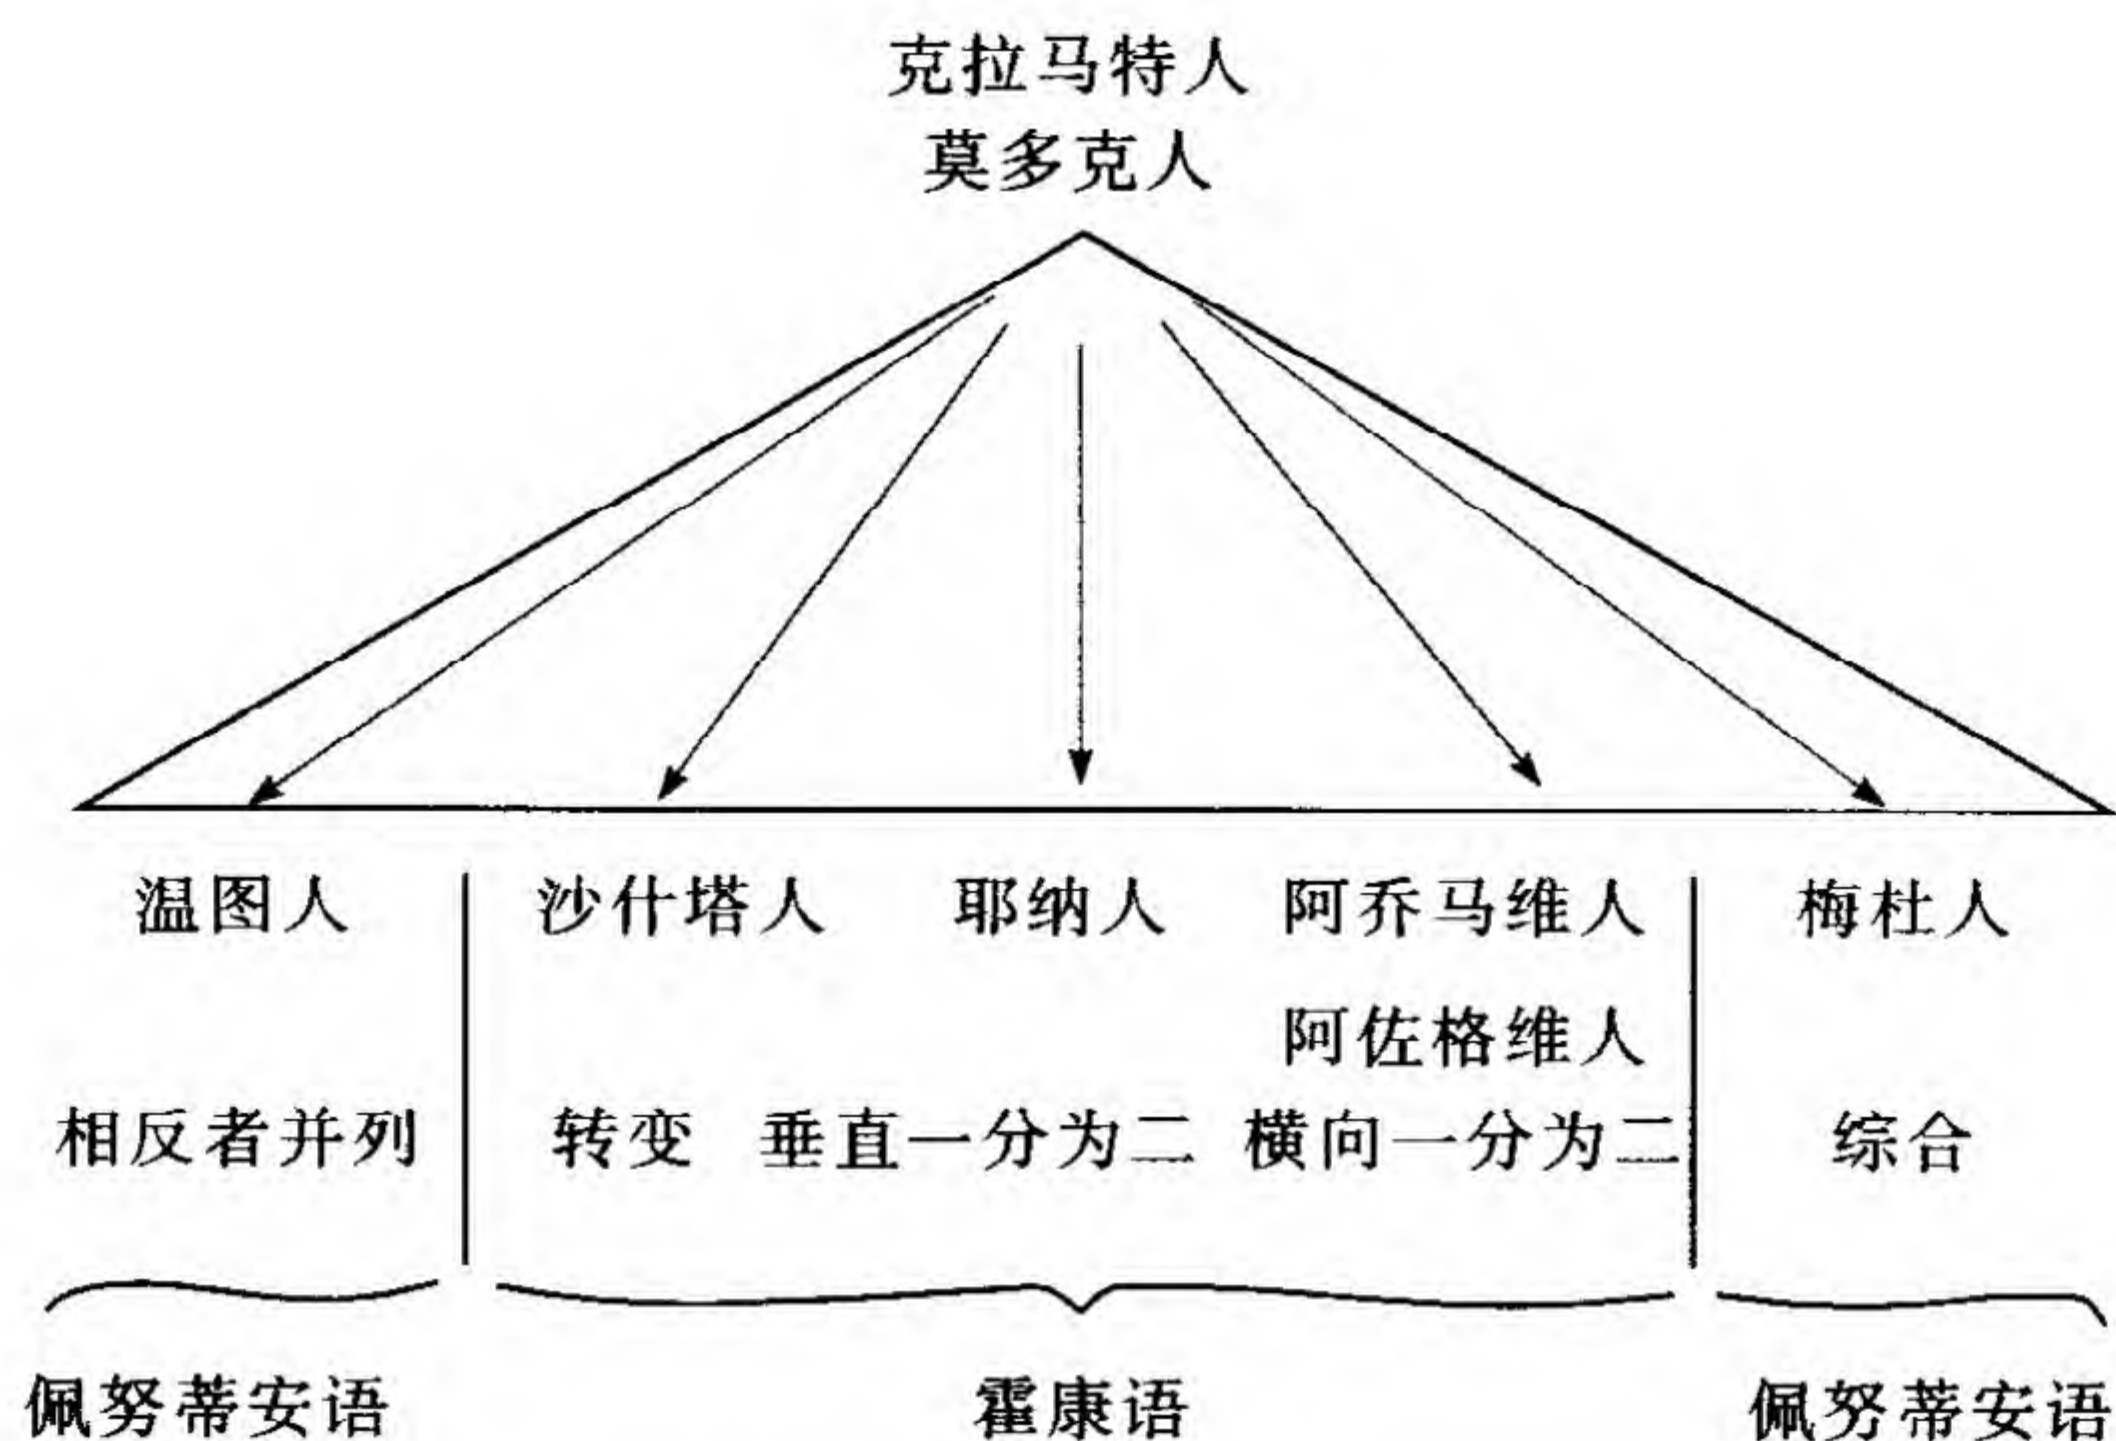 克拉马特人
莫多克人
温图人 沙什塔人 耶纳人 阿乔马维人 梅杜人
阿佐格维人
相反者并列 转变 垂直一分为二 横向一分为二 综合
佩努蒂安语 霍康语 佩努蒂安语